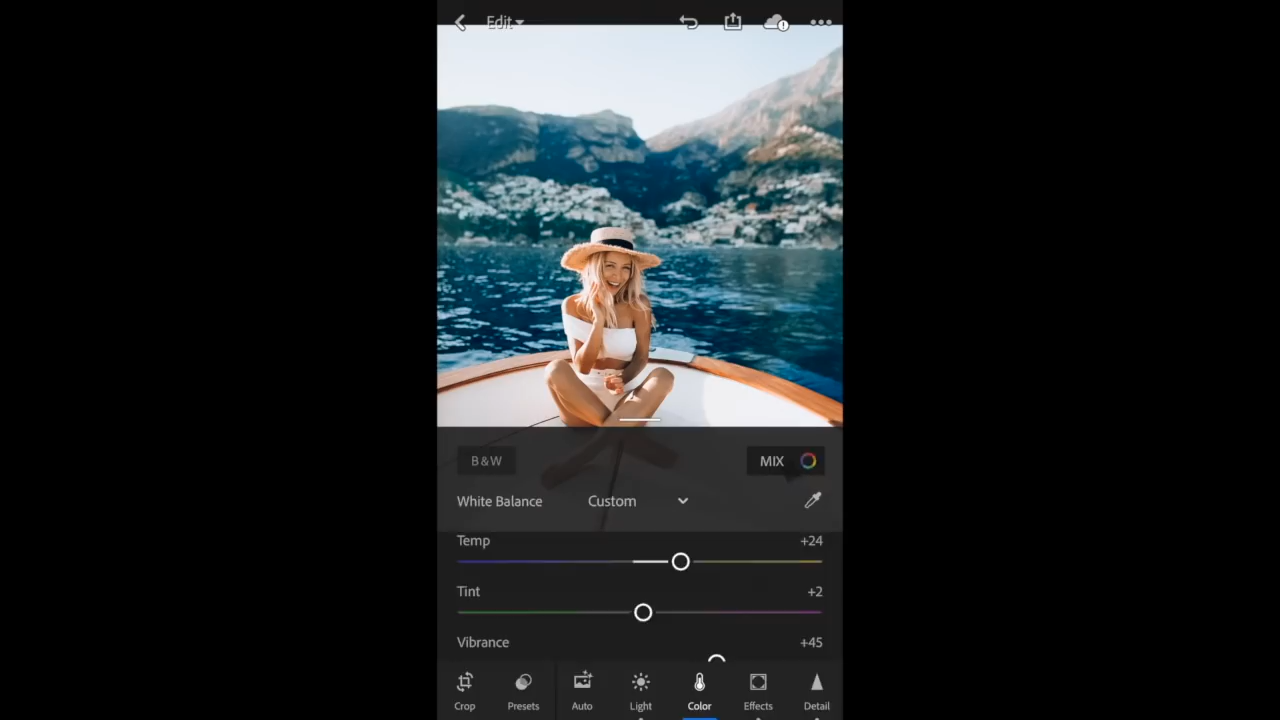 Edit
B&W
MIX
White Balance Custom
Temp +24
Tint +2
Vibrance +45
Crop Presets Auto Light Color Effects Detail